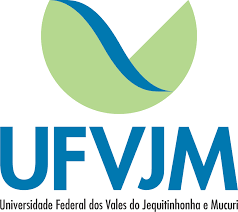 UFVJM
Universidade Federal dos Vales do Jequitinhonha e Mucuri